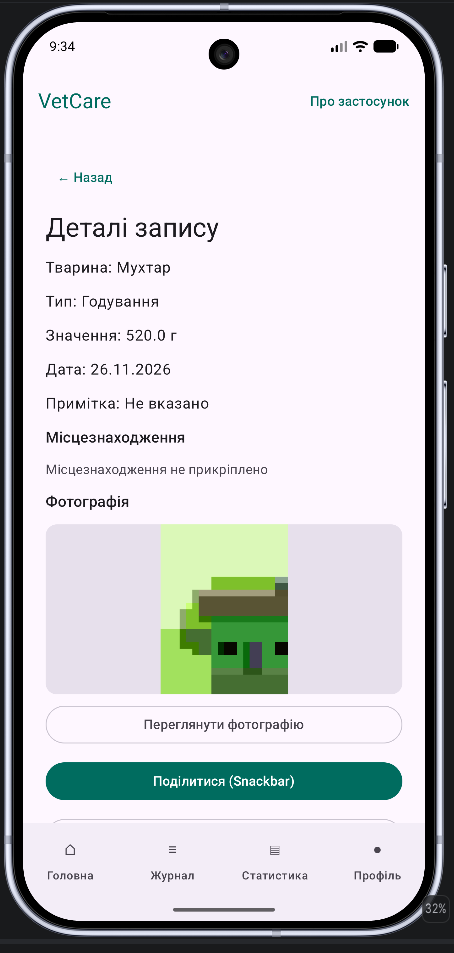 9:34
VetCare
Про застосунок
← Назад
Деталі запису
Тварина: Мухтар
Тип: Годування
Значення: 520.0 г
Дата: 26.11.2026
Примітка: Не вказано
Місцезнаходження
Місцезнаходження не прикріплено
Фотографія
Переглянути фотографію
Поділитися (Snackbar)
Головна
Журнал
Статистика
Профіль
32%